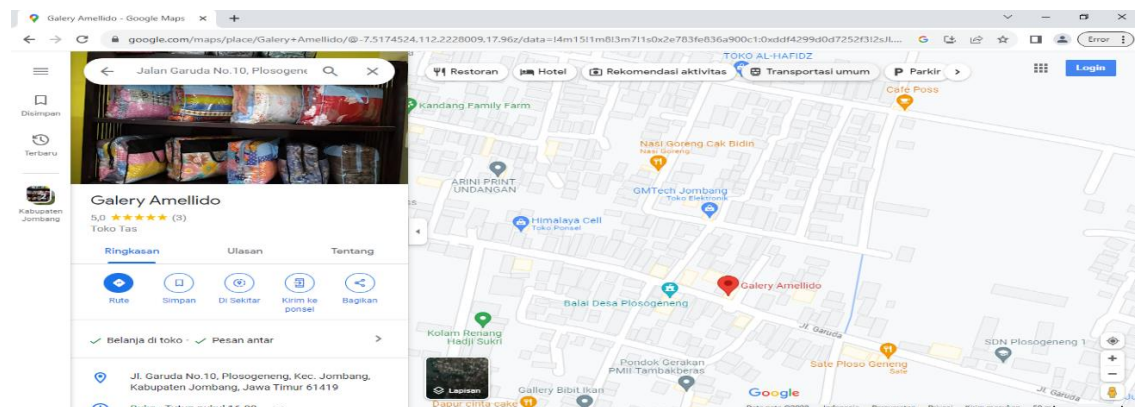 Galery Amellido - Google Maps
google.com/maps/place/Galery+Amellido/@-7.5174524,112.2228009,17.96z/data=!4m15!1m8!3m7!1s0x2e783fe836a900c1:0xddf4299d0d7252f3!2sJl....
Error
Jalan Garuda No.10, Plosogene
Restoran
Hotel
Rekomendasi aktivitas
Transportasi umum
Parkir
Login
Disimpan
Terbaru
Kabupaten
Jombang
Galery Amellido
5,0 (3)
Toko Tas
Ringkasan Ulasan Tentang
Rute
Simpan
Di Sekitar
Kirim ke
ponsel
Bagikan
Belanja di toko · Pesan antar
Jl. Garuda No.10, Plosogeneng, Kec. Jombang,
Kabupaten Jombang, Jawa Timur 61419
TOKO AL-HAFIDZ
Cafe Poss
Kandang Family Farm
Nasi Goreng Cak Bidin
Nasi Goreng
ARINI PRINT
UNDANGAN
GMTech Jombang
Toko Elektronik
Himalaya Cell
Toko Ponsel
Galery Amellido
Balai Desa Plosogeneng
Jl. Garuda
Kolam Renang
Hadji Sukri
SDN Plosogeneng 1
Pondok Gerakan
PMII Tambakberas
Sate Ploso Geneng
Sate
Lapisan
Gallery Bibit Ikan
Google
Jl. Garuda
Dapur cinta cake